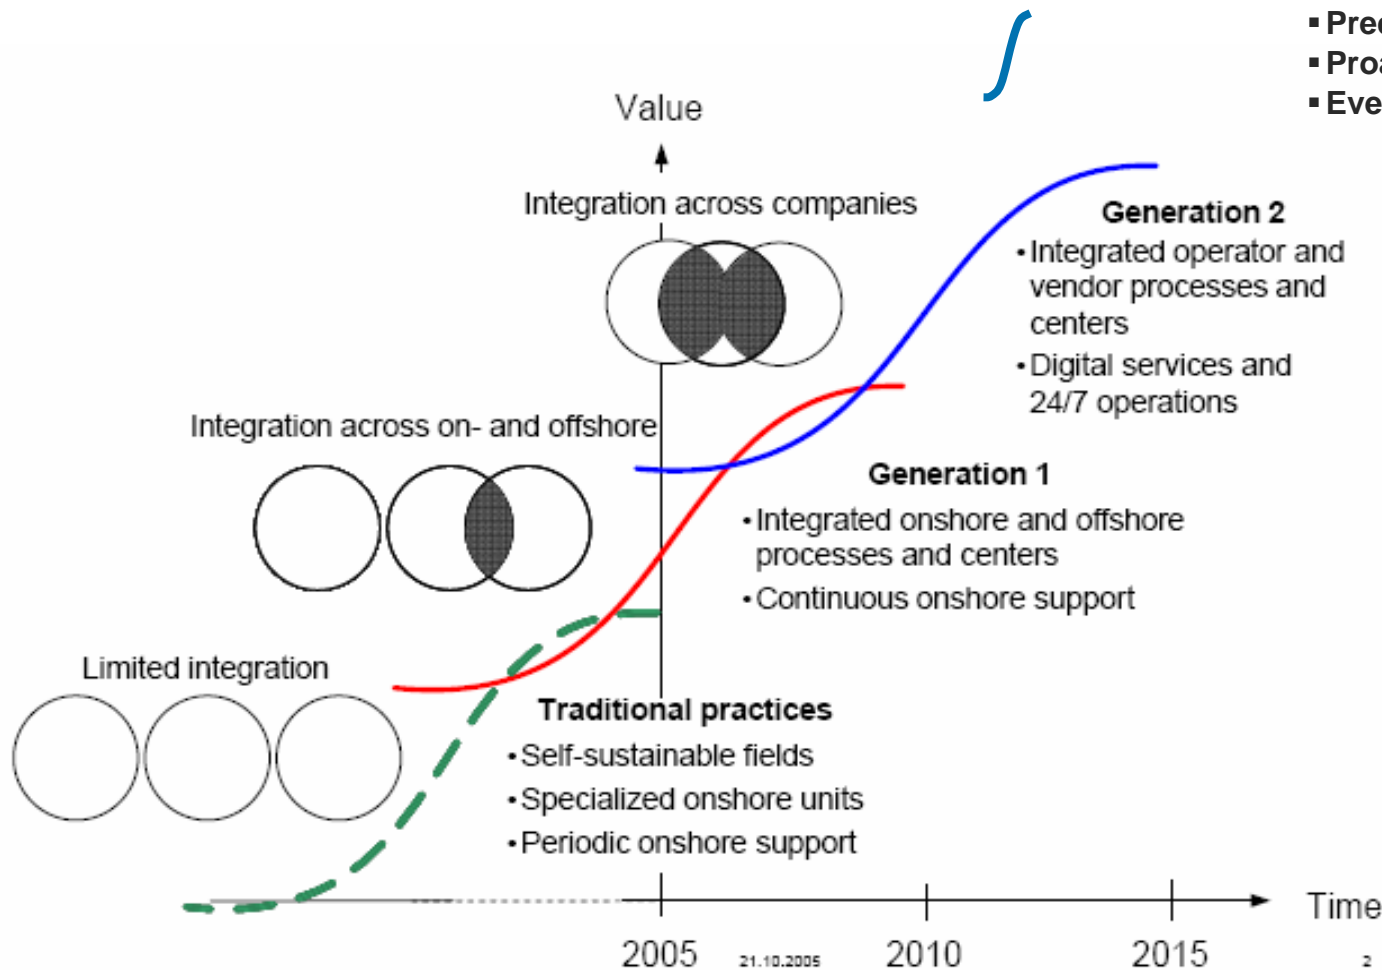 Value
Integration across companies
Generation 2
▪Integrated operator and
vendor processes and
centers
▪Digital services and
24/7 operations
Integration across on- and offshore
Generation 1
▪Integrated onshore and offshore
processes and centers
▪Continuous onshore support
Limited integration
Traditional practices
▪Self-sustainable fields
▪Specialized onshore units
▪Periodic onshore support
Time
2005
21.10.2005
2010
2015
2